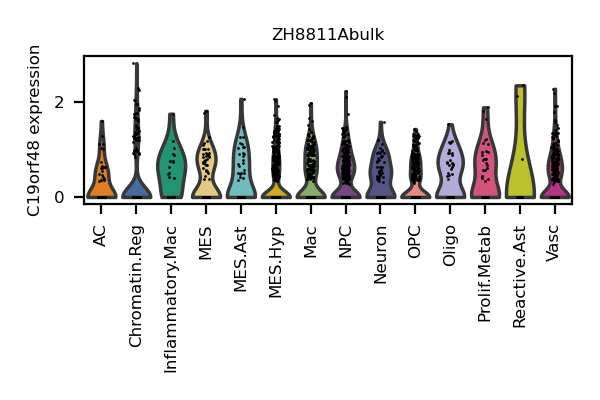 ZH8811Abulk
C19orf48 expression
2
0
AC
Chromatin.Reg
Inflammatory.Mac
MES
MES.Ast
MES.Hyp
Mac
NPC
Neuron
OPC
Oligo
Prolif.Metab
Reactive.Ast
Vasc